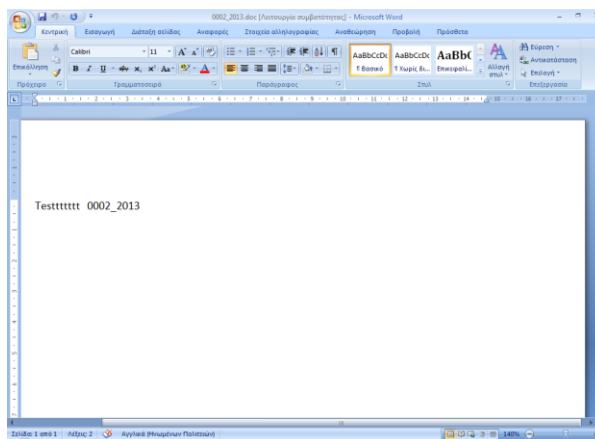 0002_2013.doc [Λειτουργία συμβατότητας] - Microsoft Word
Κεντρική Εισαγωγή Διάταξη σελίδας Αναφορές Στοιχεία αλληλογραφίας Αναθεώρηση Προβολή Πρόσθετα
Επικόλληση
Calibri 11
AaBbCcDc AaBbCcDc AaBbC
¶ Βασικό ¶ Χωρίς δι... Επικεφαλί...
Αλλαγή στυλ
Εύρεση
Αντικατάσταση
Επιλογή
Πρόχειρο Γραμματοσειρά Παράγραφος Στυλ Επεξεργασία
Testttttt 0002_2013
Σελίδα: 1 από 1 Λέξεις: 2 Αγγλικά (Ηνωμένων Πολιτειών) 140%